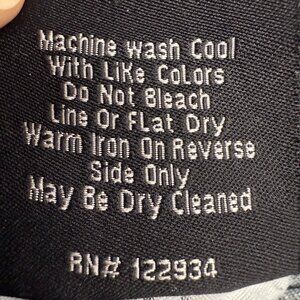 Machine Wash Cool
With Like Colors
Do Not Bleach
Line Or Flat Dry
Warm Iron On Reverse
Side Only
May Be Dry Cleaned
RN# 122934